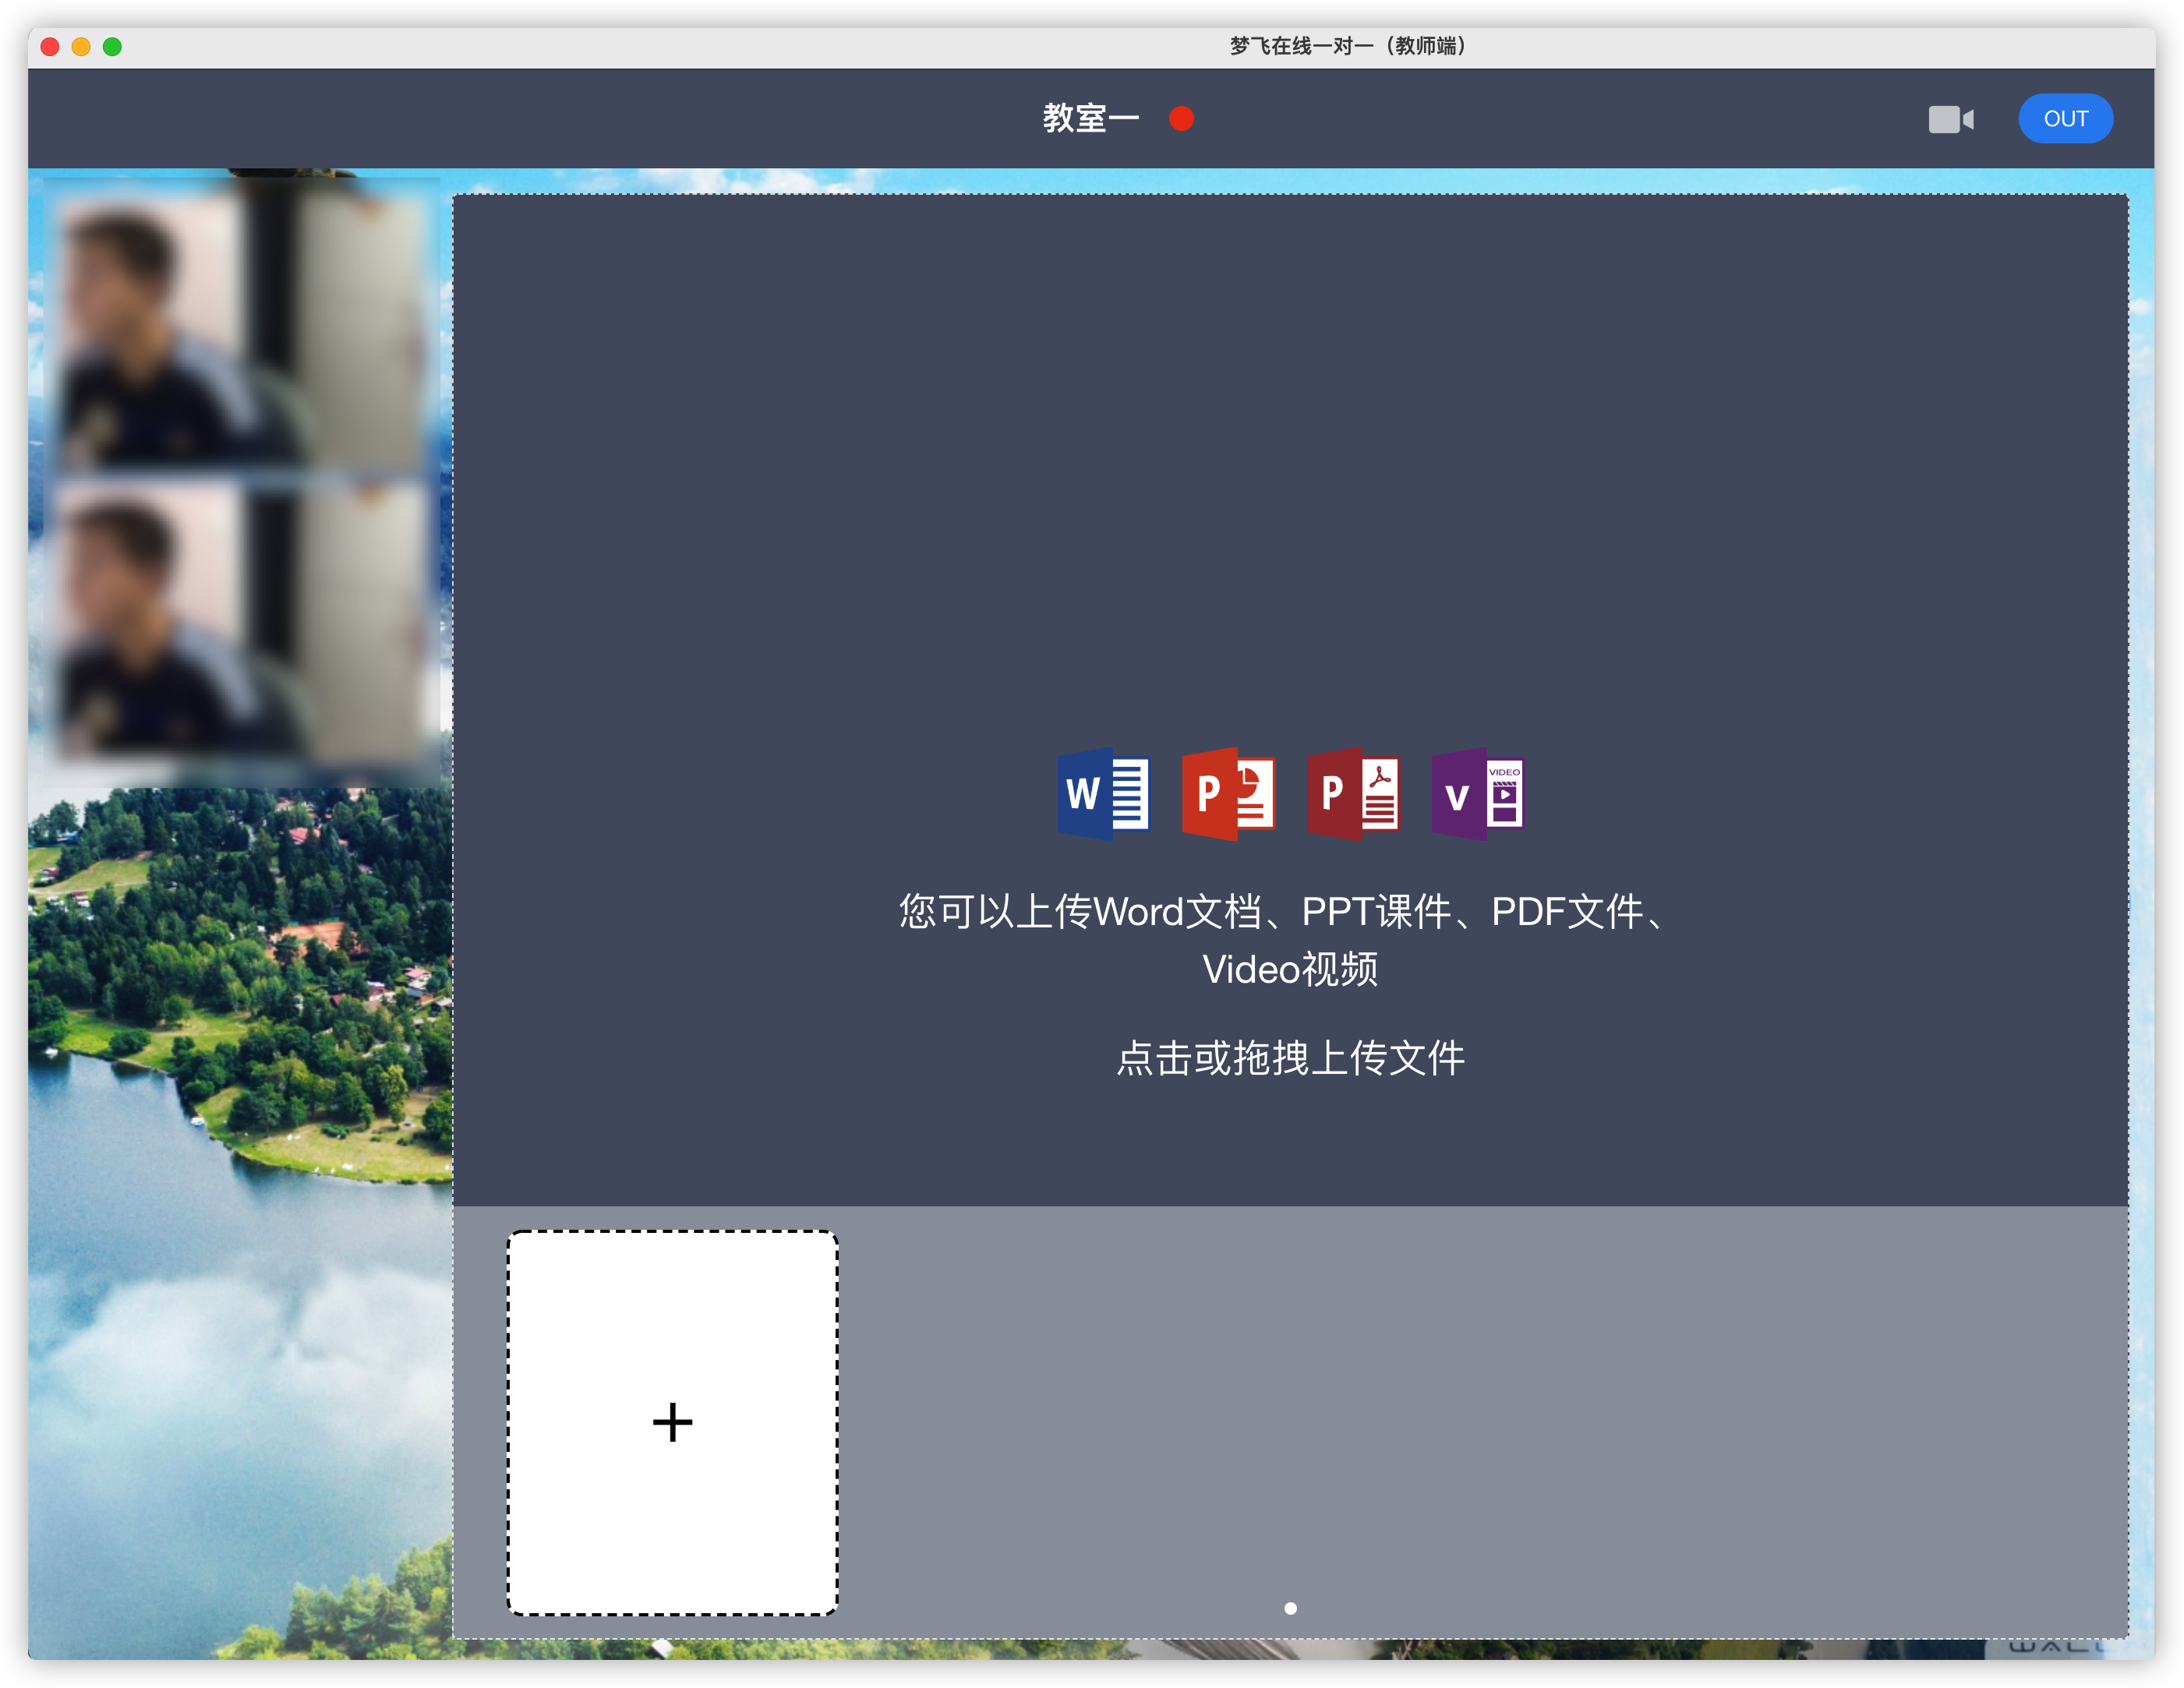 梦飞在线一对一（教师端）
教室一
OUT
W
P
P
V
VIDEO
您可以上传Word文档、PPT课件、PDF文件、
Video视频
点击或拖拽上传文件